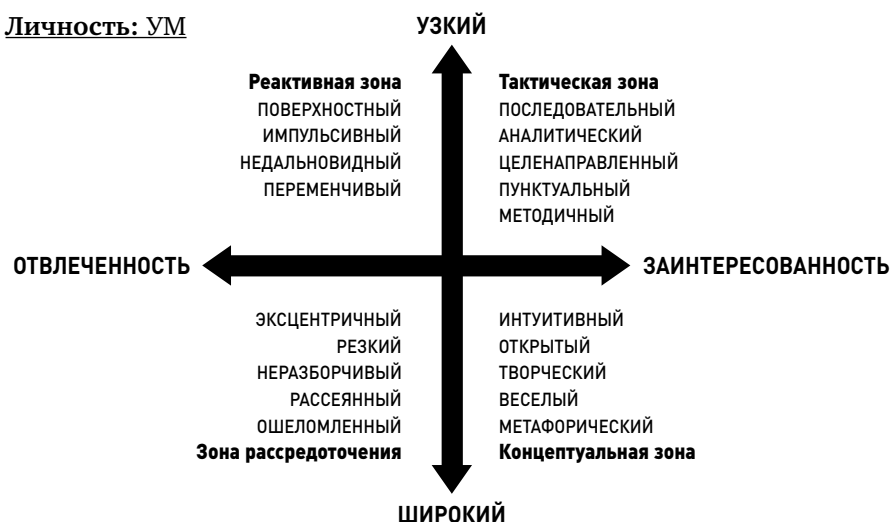 Личность: УМ
УЗКИЙ
Реактивная зона
ПОВЕРХНОСТНЫЙ
ИМПУЛЬСИВНЫЙ
НЕДАЛЬНОВИДНЫЙ
ПЕРЕМЕНЧИВЫЙ
Тактическая зона
ПОСЛЕДОВАТЕЛЬНЫЙ
АНАЛИТИЧЕСКИЙ
ЦЕЛЕНАПРАВЛЕННЫЙ
ПУНКТУАЛЬНЫЙ
МЕТОДИЧНЫЙ
ОТВЛЕЧЕННОСТЬ
ЗАИНТЕРЕСОВАННОСТЬ
ЭКСЦЕНТРИЧНЫЙ
РЕЗКИЙ
НЕРАЗБОРЧИВЫЙ
РАССЕЯННЫЙ
ОШЕЛОМЛЕННЫЙ
Зона рассредоточения
ИНТУИТИВНЫЙ
ОТКРЫТЫЙ
ТВОРЧЕСКИЙ
ВЕСЕЛЫЙ
МЕТАФОРИЧЕСКИЙ
Концептуальная зона
ШИРОКИЙ